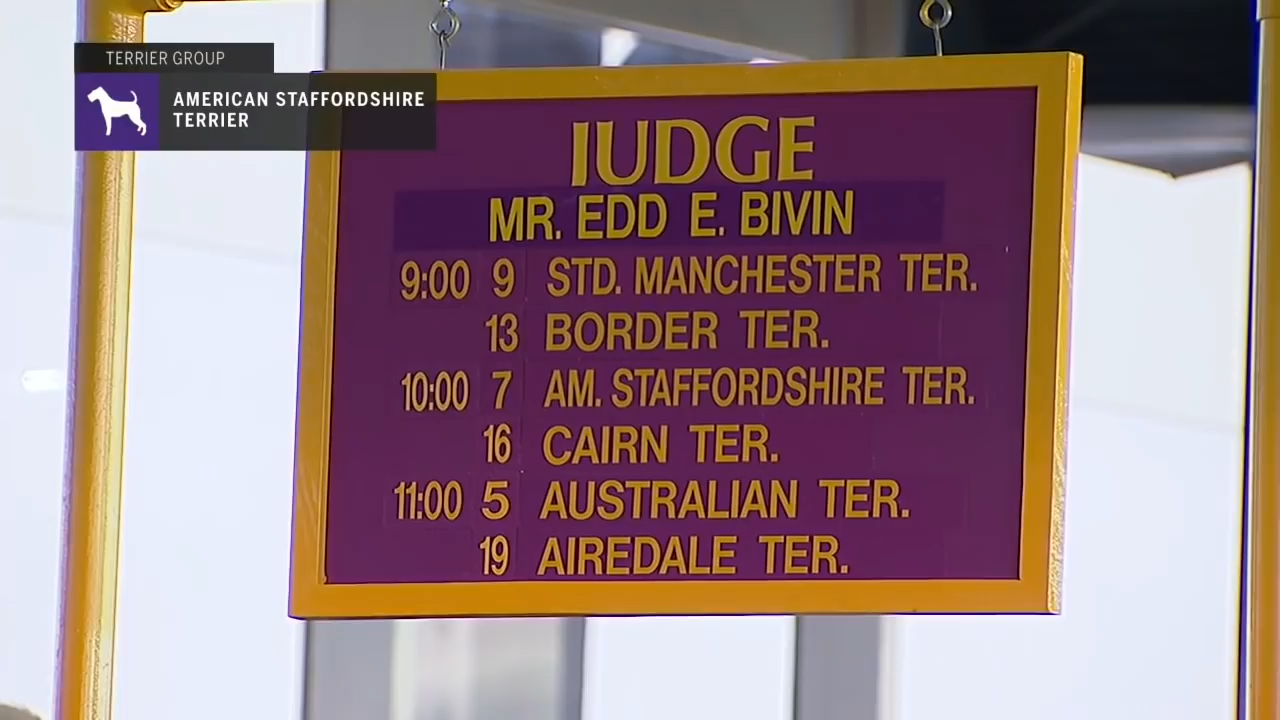 TERRIER GROUP
AMERICAN STAFFORDSHIRE
TERRIER
JUDGE
MR. EDD E. BIVIN
9:00 9 STD. MANCHESTER TER.
13 BORDER TER.
10:00 7 AM. STAFFORDSHIRE TER.
16 CAIRN TER.
11:00 5 AUSTRALIAN TER.
19 AIREDALE TER.